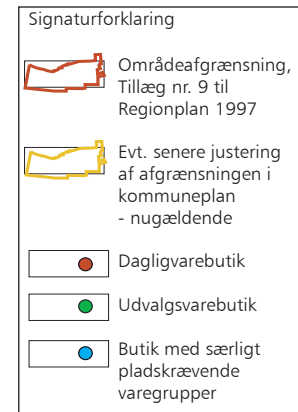 Signaturforklaring
Områdeafgrænsning,
Tillæg nr. 9 til
Regionplan 1997
Evt. senere justering
af afgrænsningen i
kommuneplan
- nugældende
Dagligvarebutik
Udvalgsvarebutik
Butik med særligt
pladskrævende
varegrupper